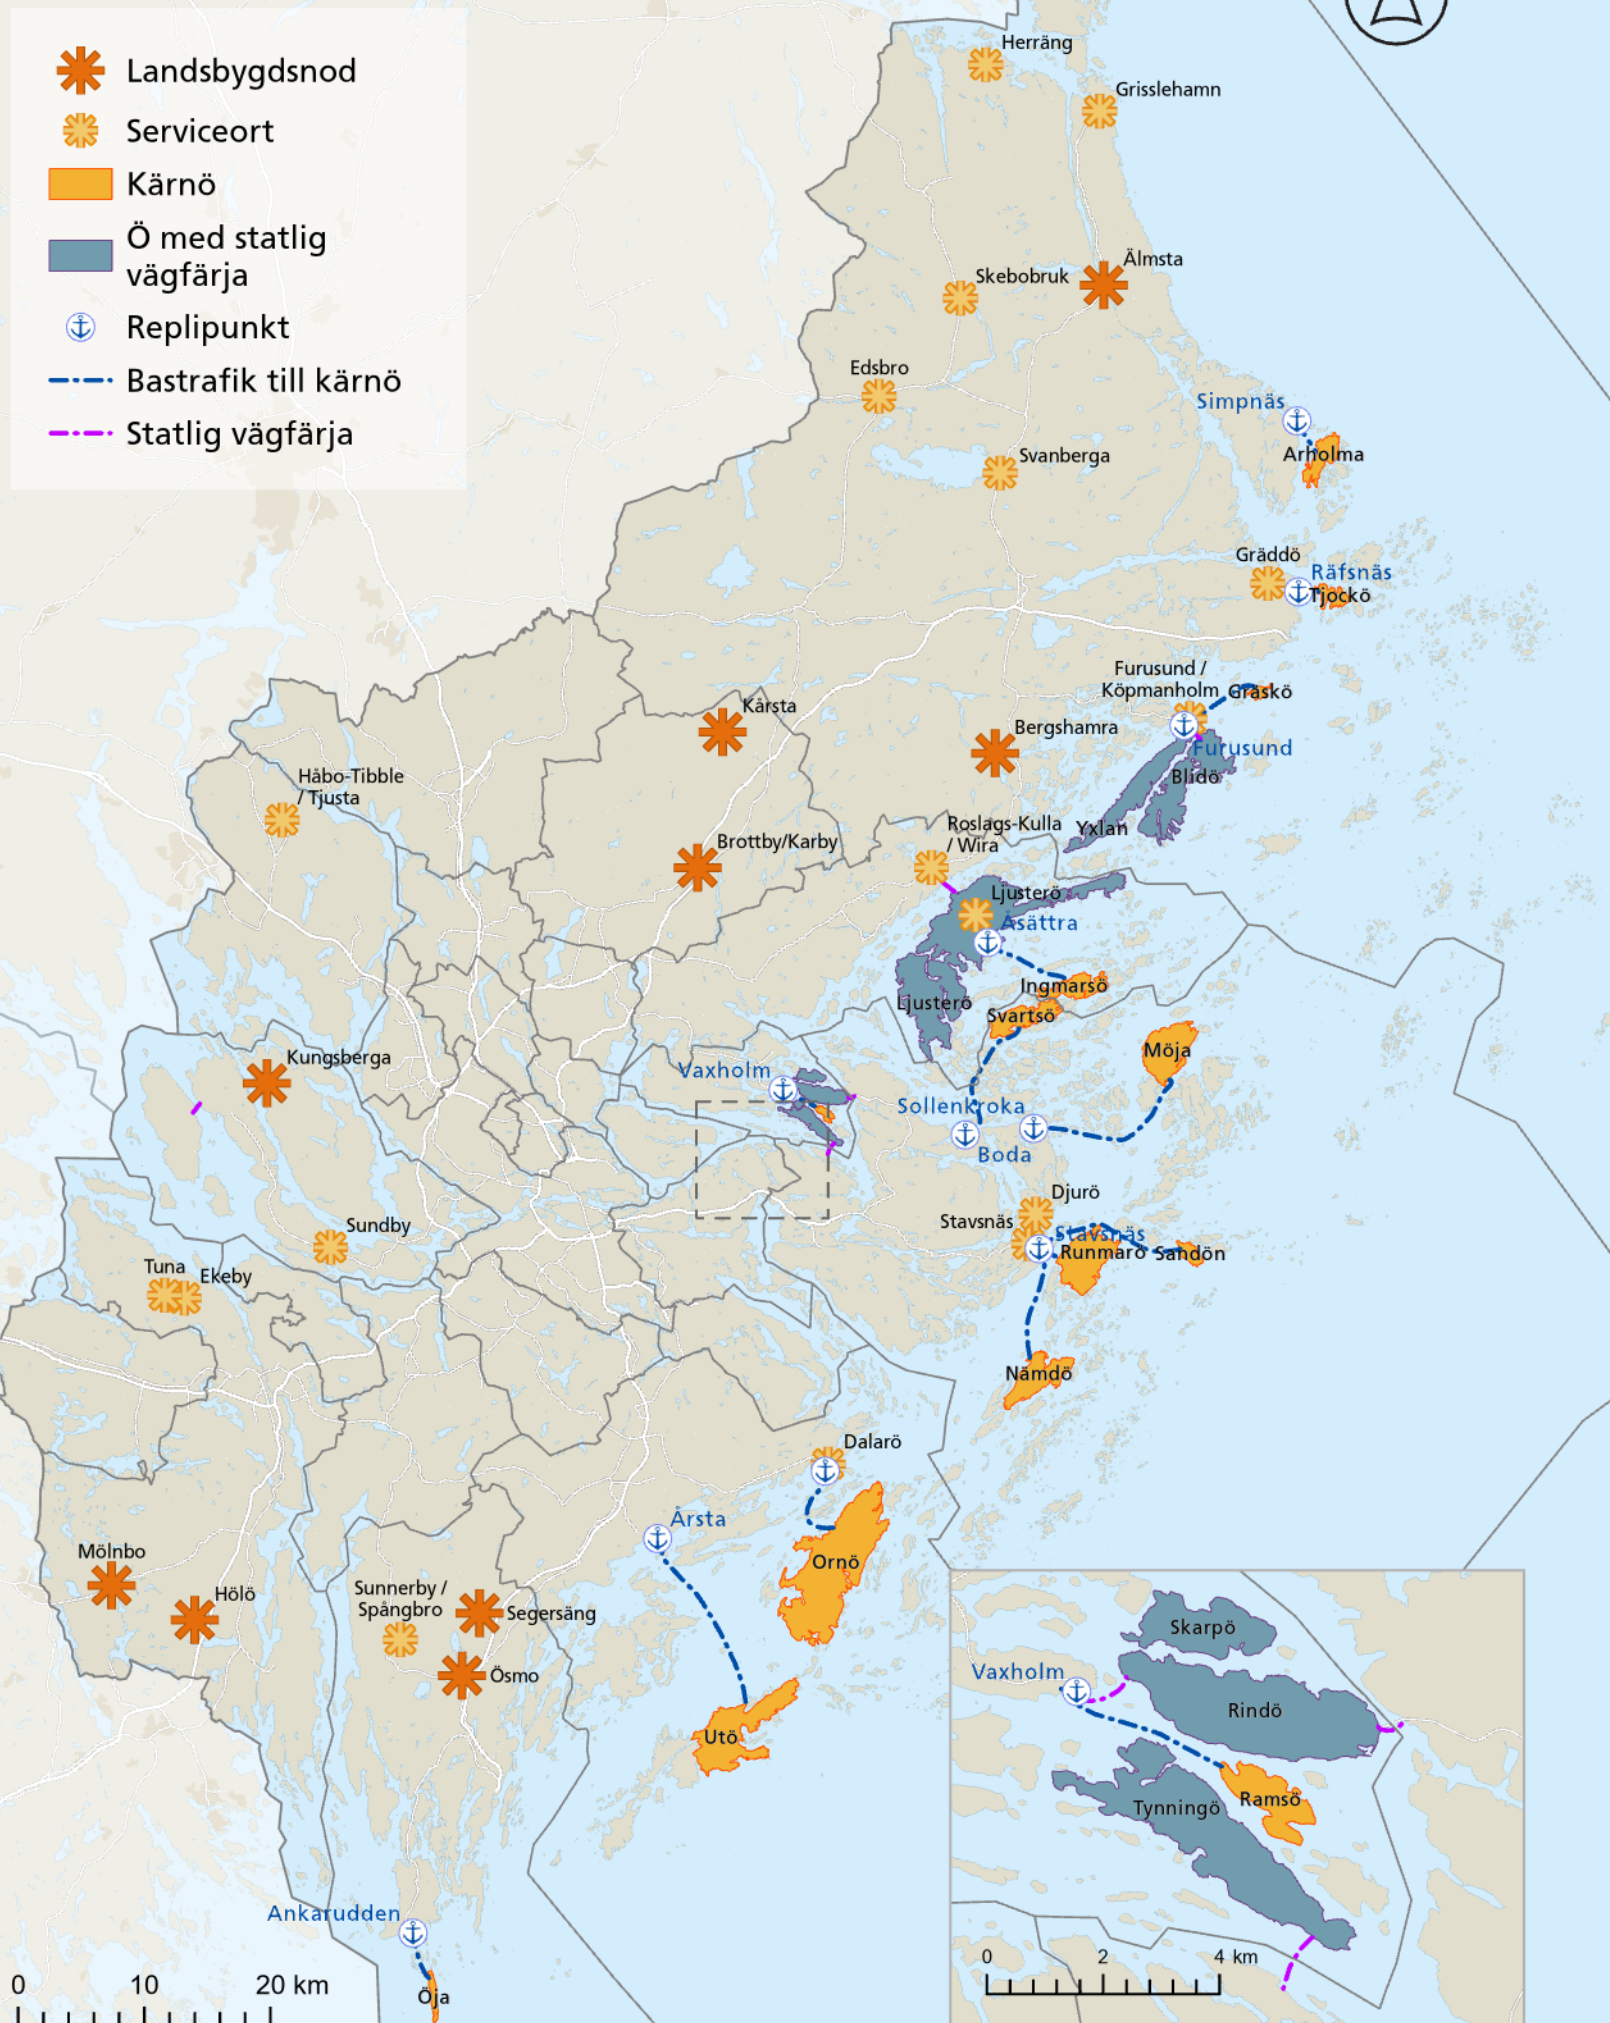 Landsbygdsnod
Serviceort
Kärnö
Ö med statlig
vägfärja
Replipunkt
Bastrafik till kärnö
Statlig vägfärja
Herräng
Grisslehamn
Älmsta
Skebobruk
Edsbro
Simpnäs
Arholma
Svanberga
Gräddö
Räfsnäs
Tjockö
Furusund /
Köpmanholm
Gräskö
Kårsta
Bergshamra
Furusund
Blidö
Håbo-Tibble
/ Tjusta
Yxlan
Roslags-Kulla
/ Wira
Brottby/Karby
Ljusterö
Åsättra
Ingmarsö
Ljusterö
Svartsö
Möja
Kungsberga
Vaxholm
Sollenkroka
Boda
Djurö
Stavsnäs
Stavsnäs
Runmarö
Sandön
Sundby
Tuna
Ekeby
Nämdö
Dalarö
Årsta
Ornö
Mölnbo
Hölö
Sunnerby /
Spångbro
Segersäng
Ösmo
Utö
Skarpö
Vaxholm
Rindö
Ramsö
Tynningö
Ankarudden
Öja
0 10 20 km
0 2 4 km